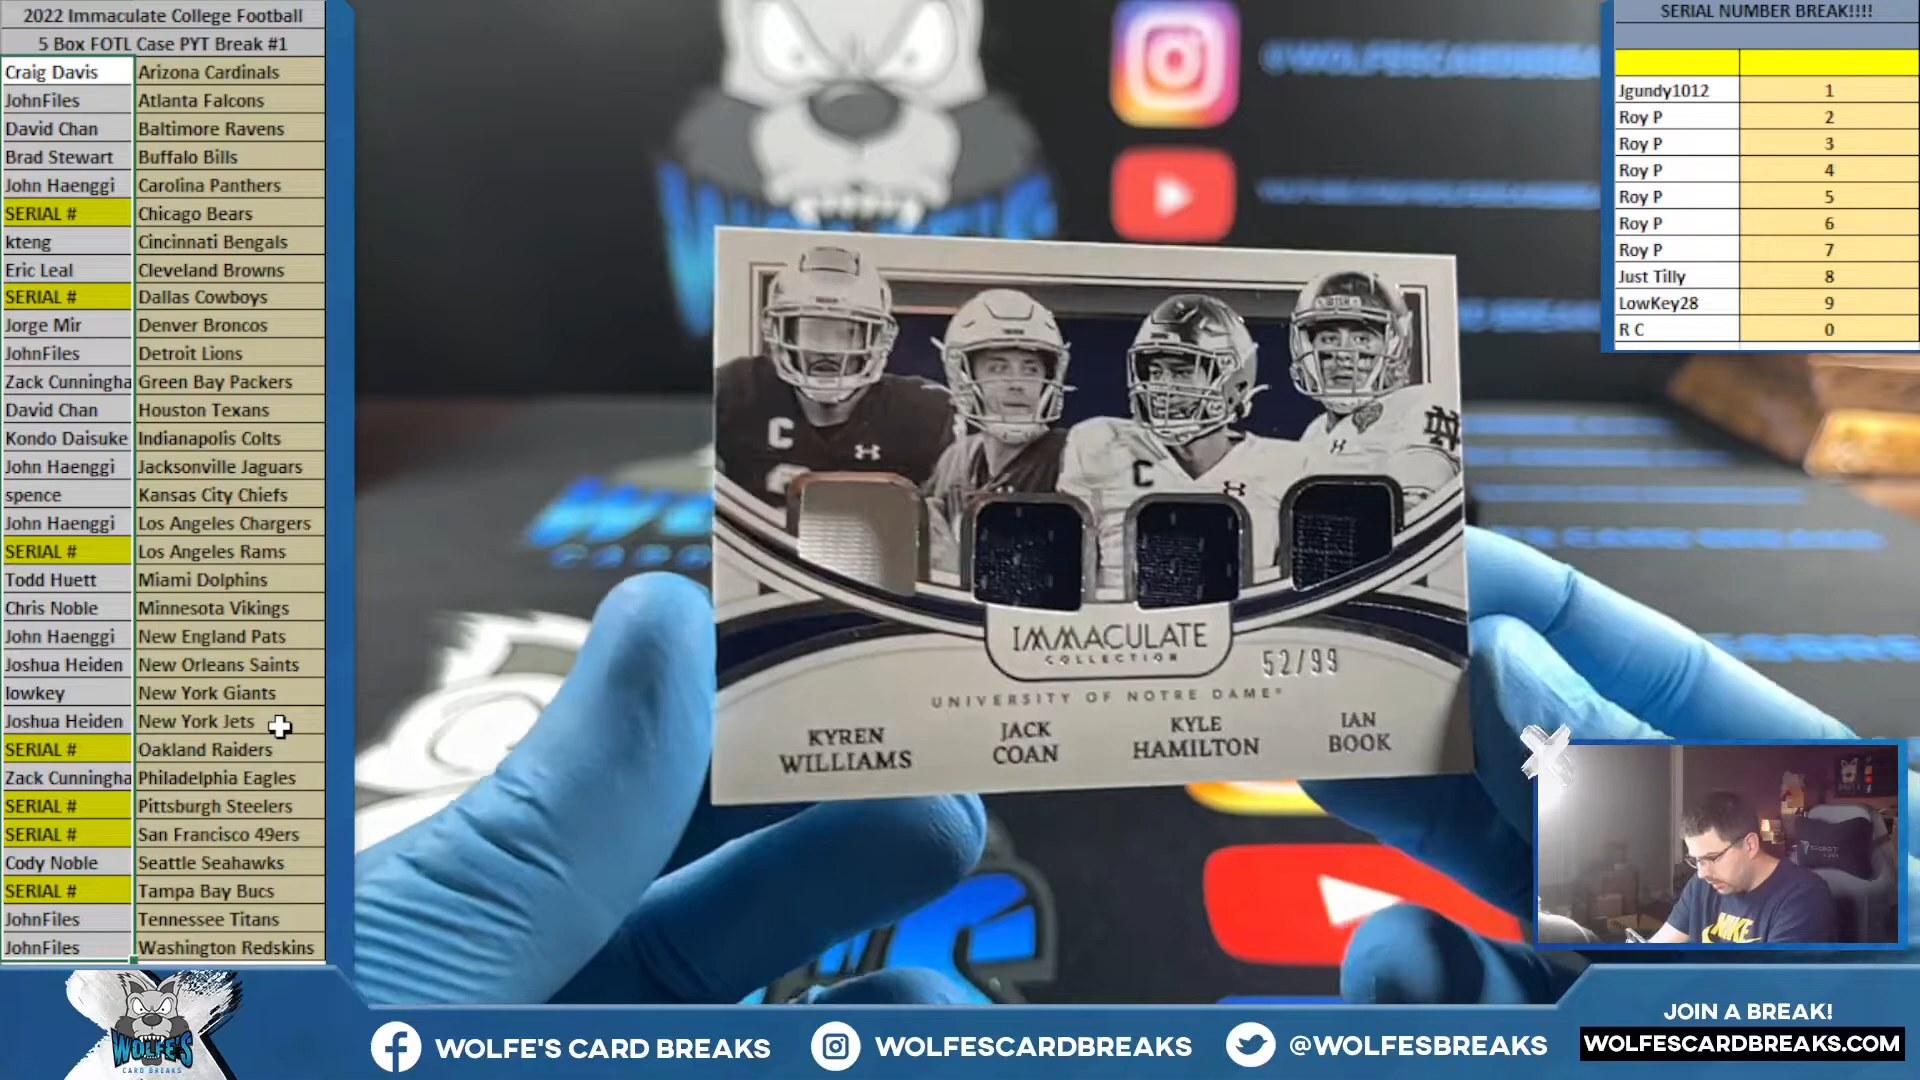 2022 Immaculate College Football
5 Box FOTL Case PYT Break #1
Craig Davis Arizona Cardinals
JohnFiles Atlanta Falcons
David Chan Baltimore Ravens
Brad Stewart Buffalo Bills
John Haenggi Carolina Panthers
SERIAL # Chicago Bears
kteng Cincinnati Bengals
Eric Leal Cleveland Browns
SERIAL # Dallas Cowboys
Jorge Mir Denver Broncos
JohnFiles Detroit Lions
Zack Cunningha Green Bay Packers
David Chan Houston Texans
Kondo Daisuke Indianapolis Colts
John Haenggi Jacksonville Jaguars
spence Kansas City Chiefs
John Haenggi Los Angeles Chargers
SERIAL # Los Angeles Rams
Todd Huett Miami Dolphins
Chris Noble Minnesota Vikings
John Haenggi New England Pats
Joshua Heiden New Orleans Saints
lowkey New York Giants
Joshua Heiden New York Jets
SERIAL # Oakland Raiders
Zack Cunningha Philadelphia Eagles
SERIAL # Pittsburgh Steelers
SERIAL # San Francisco 49ers
Cody Noble Seattle Seahawks
SERIAL # Tampa Bay Bucs
JohnFiles Tennessee Titans
JohnFiles Washington Redskins
@WOLFESCARDBREAKS
C
C
IMMACULATE
COLLECTION
52/99
UNIVERSITY OF NOTRE DAME
KYREN WILLIAMS
JACK COAN
KYLE HAMILTON
IAN BOOK
SERIAL NUMBER BREAK!!!!
Jgundy1012 1
Roy P 2
Roy P 3
Roy P 4
Roy P 5
Roy P 6
Roy P 7
Just Tilly 8
LowKey28 9
R C 0
NIKE
WOLFE'S
CARD BREAKS
WOLFE'S CARD BREAKS
WOLFESCARDBREAKS
@WOLFESBREAKS
JOIN A BREAK!
WOLFESCARDBREAKS.COM